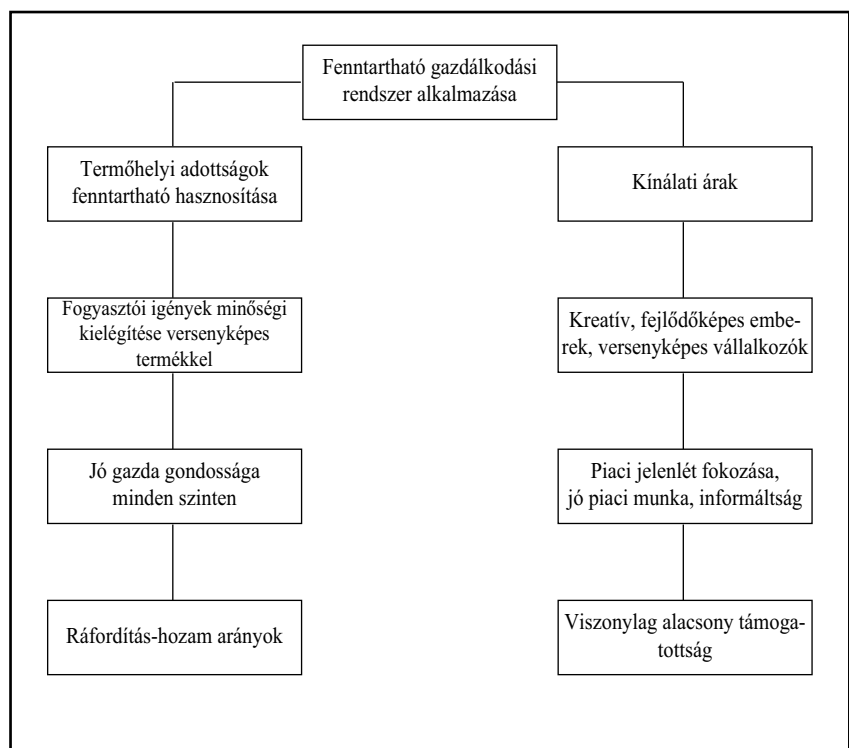 Fenntartható gazdálkodási
rendszer alkalmazása
Termőhelyi adottságok
fenntartható hasznosítása
Kínálati árak
Fogyasztói igények minőségi
kielégítése versenyképes
termékkel
Kreatív, fejlődőképes embe-
rek, versenyképes vállalkozók
Jó gazda gondossága
minden szinten
Piaci jelenlét fokozása,
jó piaci munka, informáltság
Ráfordítás-hozam arányok
Viszonylag alacsony támoga-
tottság